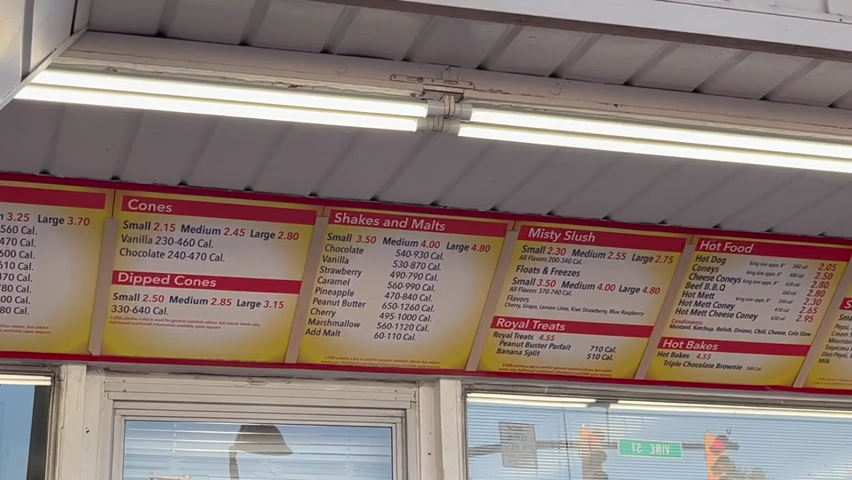 3.25 Large 3.70
560 Cal.
470 Cal.
600 Cal.
610 Cal.
Cones
Small 2.15 Medium 2.45 Large 2.80
Vanilla 230-460 Cal.
Chocolate 240-470 Cal.
Dipped Cones
Small 2.50 Medium 2.85 Large 3.15
330-640 Cal.
Shakes and Malts
Small 3.50 Medium 4.00 Large 4.80
Chocolate 540-930 Cal.
Vanilla 530-870 Cal.
Strawberry 490-790 Cal.
Caramel 560-990 Cal.
Pineapple 470-840 Cal.
Peanut Butter 650-1260 Cal.
Cherry 495-1000 Cal.
Marshmallow 560-1120 Cal.
Add Malt 60-110 Cal.
Misty Slush
Small 2.30 Medium 2.55 Large 2.75
All Flavors 200-340 Cal.
Floats & Freezes
Small 3.50 Medium 4.00 Large 4.80
All Flavors 370-740 Cal.
Flavors
Cherry, Grape, Lemon Lime, Kiwi Strawberry, Blue Raspberry
Royal Treats
Royal Treats 4.55
Peanut Buster Parfait 710 Cal.
Banana Split 510 Cal.
Hot Food
Hot Dog 2.05
Coneys 2.50
Cheese Coneys 2.80
Beef B.B.Q 2.80
Hot Mett 2.30
Hot Mett Coney 2.65
Hot Mett Cheese Coney 2.95
Condiments
Mustard, Ketchup, Relish, Onions, Chili, Cheese, Cole Slaw
Hot Bakes
Hot Bakes 4.55
Triple Chocolate Brownie 540 Cal
Milk
VINE ST